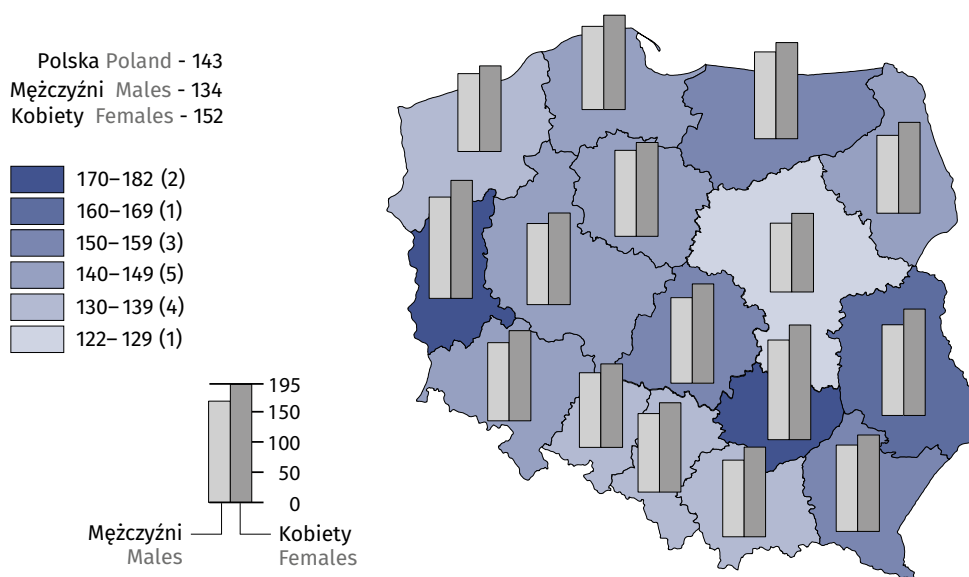 Polska Poland - 143
Mężczyźni Males - 134
Kobiety Females - 152
170–182 (2)
160–169 (1)
150–159 (3)
140–149 (5)
130–139 (4)
122–129 (1)
195
150
100
50
0
Mężczyźni Kobiety
Males Females